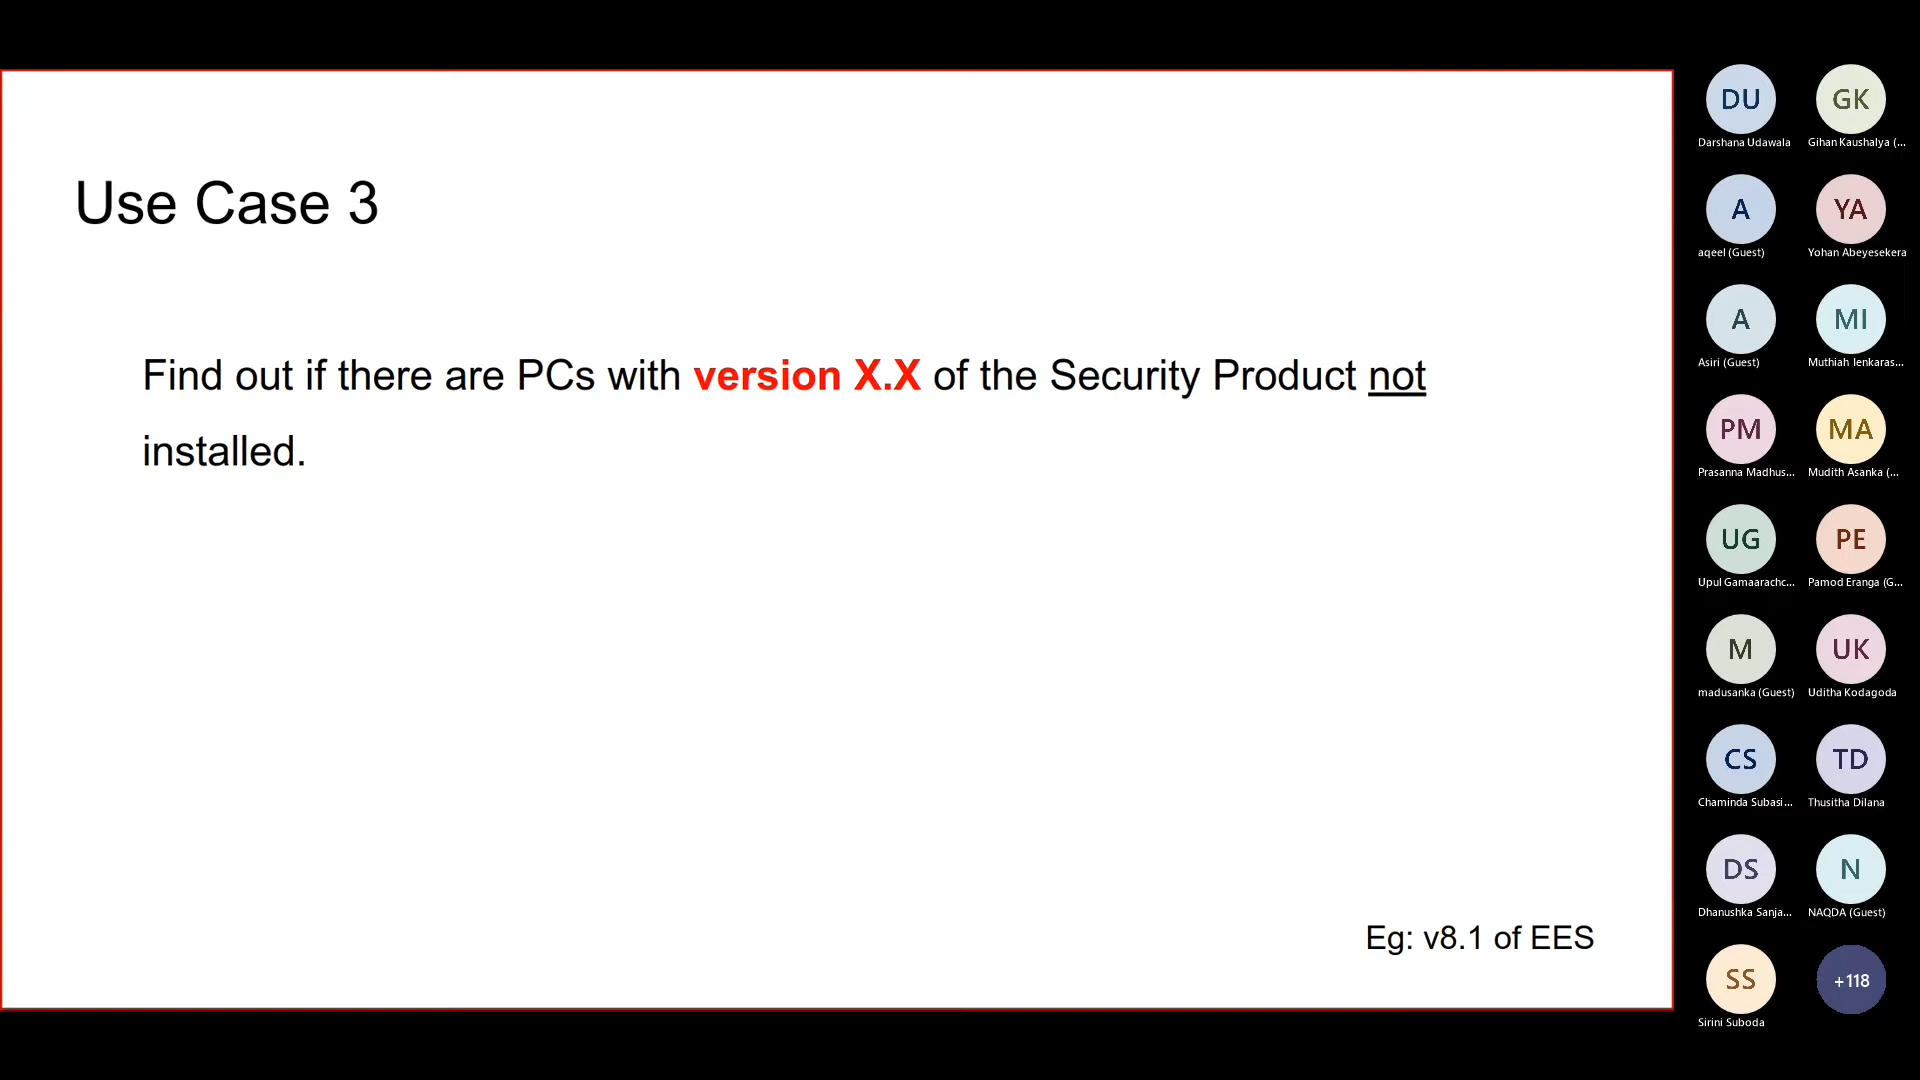 Use Case 3
Find out if there are PCs with version X.X of the Security Product not
installed.
Eg: v8.1 of EES
DU
Darshana Udawala
GK
Gihan Kaushalya (...
A
aqeel (Guest)
YA
Yohan Abeyesekera
A
Asiri (Guest)
MI
Muthiah Ienkaras...
PM
Prasanna Madhus...
MA
Mudith Asanka (...
UG
Upul Gamaarachc...
PE
Pamod Eranga (G...
M
madusanka (Guest)
UK
Uditha Kodagoda
CS
Chaminda Subasi...
TD
Thusitha Dilana
DS
Dhanushka Sanja...
N
NAQDA (Guest)
SS
Sirini Suboda
+118